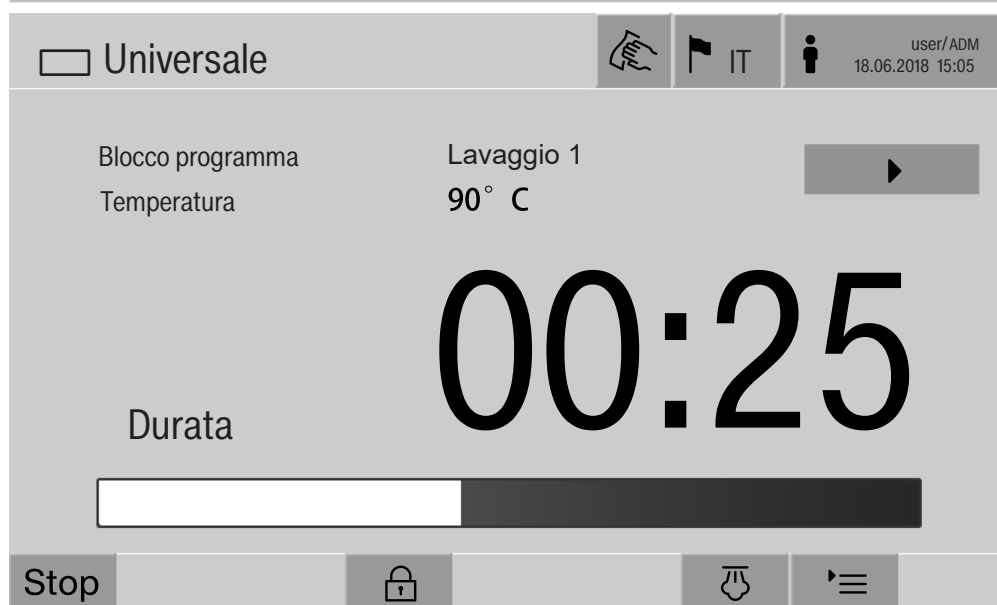 Universale
IT
user/ADM
18.06.2018 15:05
Blocco programma Lavaggio 1
Temperatura 90° C
00:25
Durata
Stop